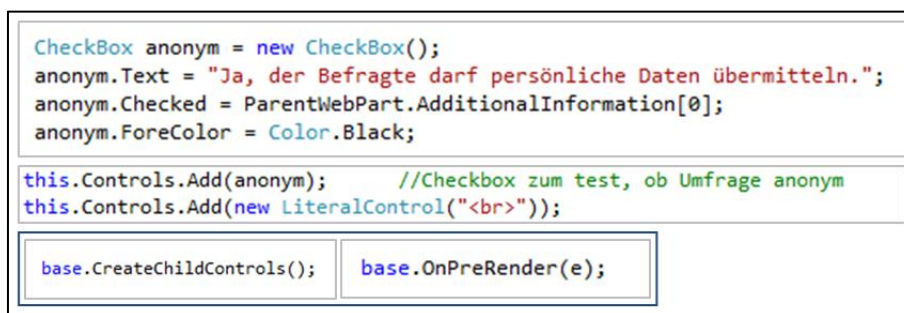 CheckBox anonym = new CheckBox();
anonym.Text = "Ja, der Befragte darf persönliche Daten übermitteln.";
anonym.Checked = ParentWebPart.AdditionalInformation[0];
anonym.ForeColor = Color.Black;
this.Controls.Add(anonym);      //Checkbox zum test, ob Umfrage anonym
this.Controls.Add(new LiteralControl("<br>"));
base.CreateChildControls(); base.OnPreRender(e);